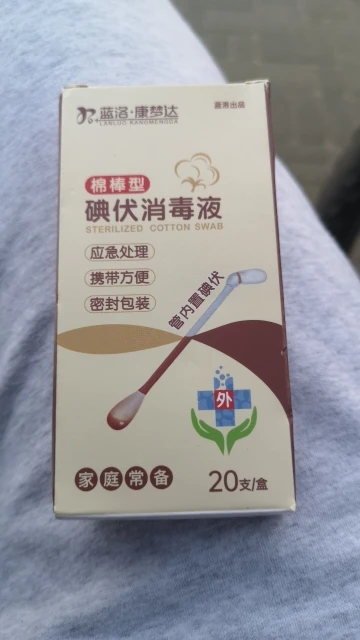 蓝洛·康梦达
LANLUO KANGMENGDA
棉棒型
碘伏消毒液
STERILIZED COTTON SWAB
应急处理
携带方便
密封包装
管内置碘伏
外
家庭常备
20支/盒